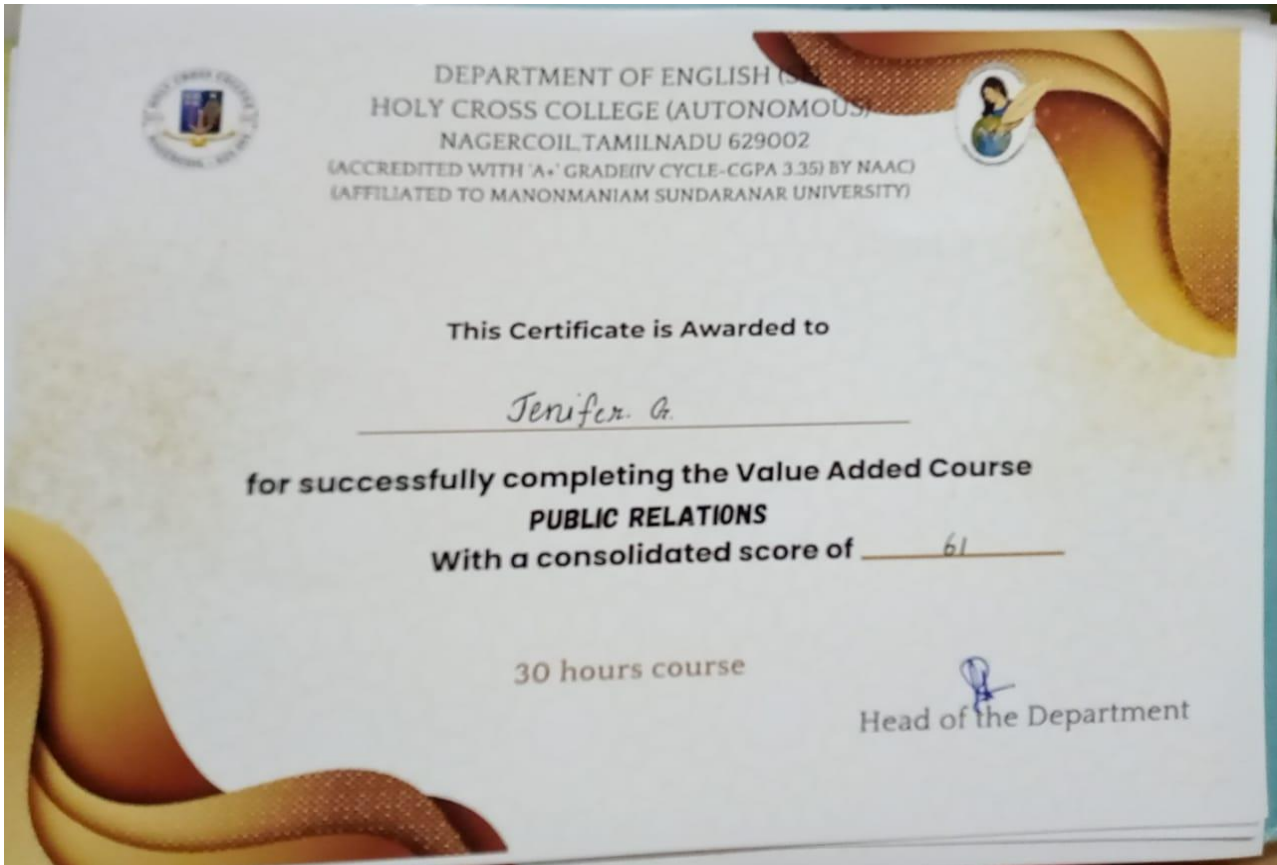 DEPARTMENT OF ENGLISH
HOLY CROSS COLLEGE (AUTONOMOUS)
NAGERCOIL,TAMILNADU 629002
(ACCREDITED WITH 'A+' GRADE(IV CYCLE-CGPA 3.35) BY NAAC)
(AFFILIATED TO MANONMANIAM SUNDARANAR UNIVERSITY)
This Certificate is Awarded to
Jenifer. G.
for successfully completing the Value Added Course
PUBLIC RELATIONS
With a consolidated score of 61
30 hours course
Head of the Department